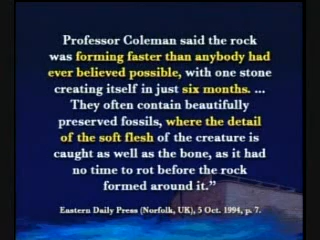 Professor Coleman said the rock
was forming faster than anybody had
ever believed possible, with one stone
creating itself in just six months. ...
They often contain beautifully
preserved fossils, where the detail
of the soft flesh of the creature is
caught as well as the bone, as it had
no time to rot before the rock
formed around it.”
Eastern Daily Press (Norfolk, UK), 5 Oct. 1994, p. 7.